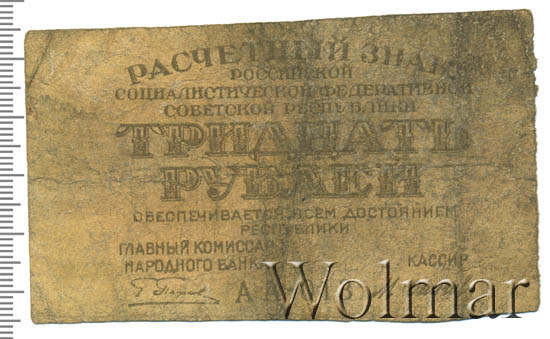 РАСЧЕТНЫЙ ЗНАК
РОССИЙСКОЙ
СОЦИАЛИСТИЧЕСКОЙ ФЕДЕРАТИВНОЙ
СОВЕТСКОЙ РЕСПУБЛИКИ
ТРИДЦАТЬ
РУБЛЕЙ
ОБЕСПЕЧИВАЕТСЯ ВСЕМ ДОСТОЯНИЕМ
РЕСПУБЛИКИ
ГЛАВНЫЙ КОМИССАР
НАРОДНОГО БАНКА КАССИР
Wolmar